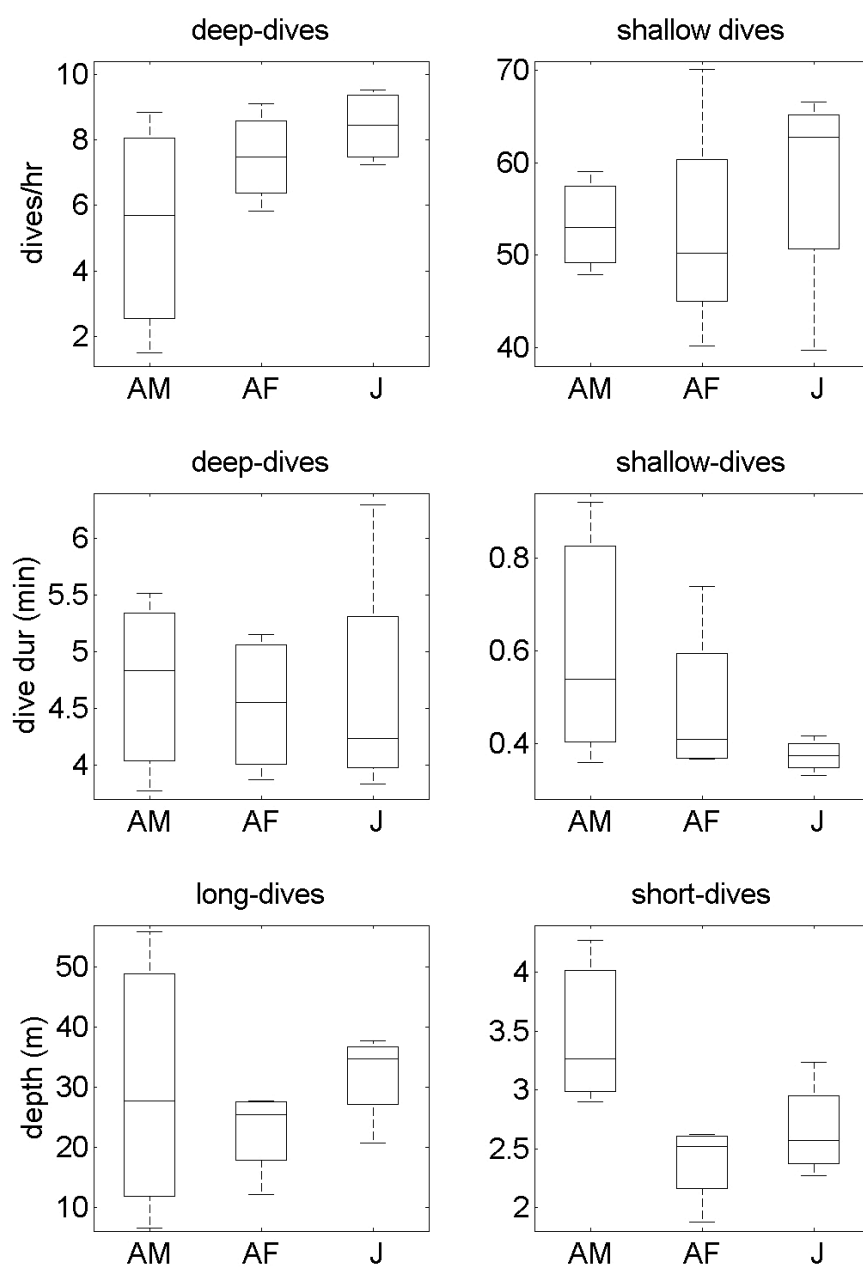 deep-dives
shallow dives
dives/hr
10
8
6
4
2
AM AF J
70
60
50
40
AM AF J
deep-dives
shallow-dives
dive dur (min)
6
5.5
5
4.5
4
AM AF J
0.8
0.6
0.4
AM AF J
long-dives
short-dives
depth (m)
50
40
30
20
10
AM AF J
4
3.5
3
2.5
2
AM AF J